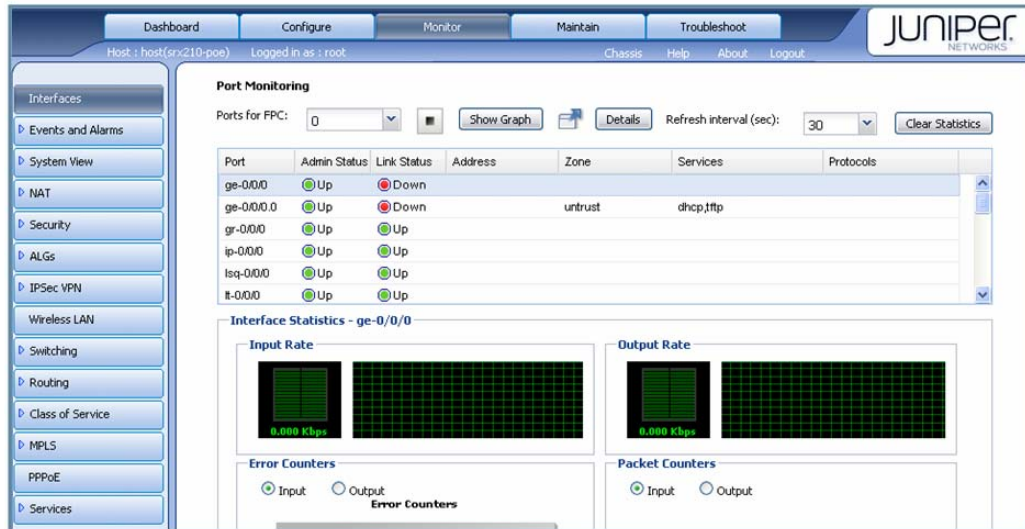 Dashboard Configure Monitor Maintain Troubleshoot
JUNIPER
NETWORKS
Host : host(srx210-poe) Logged in as : root Chassis Help About Logout
Interfaces
Events and Alarms
System View
NAT
Security
ALGs
IPSec VPN
Wireless LAN
Switching
Routing
Class of Service
MPLS
PPPoE
Services
Port Monitoring
Ports for FPC: 0 Show Graph Details Refresh interval (sec): 30 Clear Statistics
Port Admin Status Link Status Address Zone Services Protocols
ge-0/0/0 Up Down
ge-0/0/0.0 Up Down untrust dhcp,tftp
gr-0/0/0 Up Up
ip-0/0/0 Up Up
lsq-0/0/0 Up Up
lt-0/0/0 Up Up
Interface Statistics - ge-0/0/0
Input Rate Output Rate
0.000 Kbps 0.000 Kbps
Error Counters Packet Counters
Input Output Input Output
Error Counters